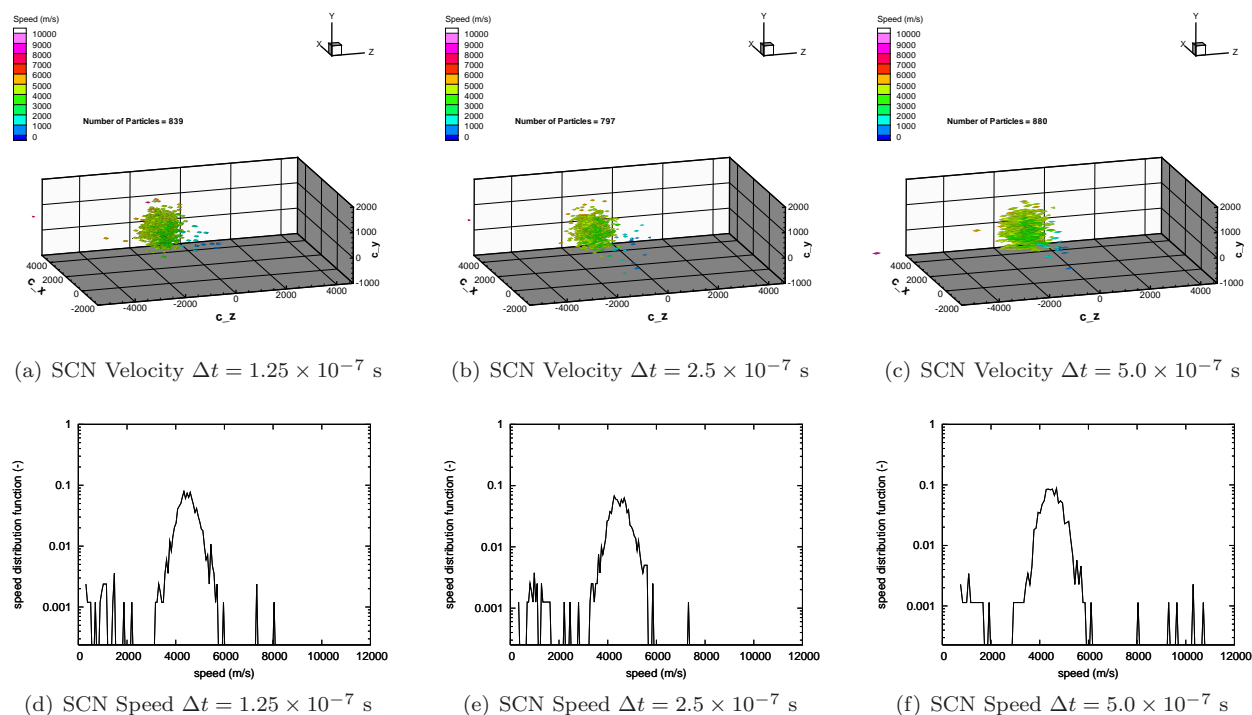 Speed (m/s)
10000
9000
8000
7000
6000
5000
4000
3000
2000
1000
0
Y
X
Z
Number of Particles = 839
2000
1000
0
-1000
c_y
4000
2000
0
-2000
c_x
-4000
-2000
0
2000
4000
c_z
(a) SCN Velocity Δt = 1.25 × 10⁻⁷ s
Speed (m/s)
10000
9000
8000
7000
6000
5000
4000
3000
2000
1000
0
Y
X
Z
Number of Particles = 797
2000
1000
0
-1000
c_y
4000
2000
0
-2000
c_x
-4000
-2000
0
2000
4000
c_z
(b) SCN Velocity Δt = 2.5 × 10⁻⁷ s
Speed (m/s)
10000
9000
8000
7000
6000
5000
4000
3000
2000
1000
0
Y
X
Z
Number of Particles = 880
2000
1000
0
-1000
c_y
4000
2000
0
-2000
c_x
-4000
-2000
0
2000
4000
c_z
(c) SCN Velocity Δt = 5.0 × 10⁻⁷ s
speed distribution function (-)
1
0.1
0.01
0.001
0 2000 4000 6000 8000 10000 12000
speed (m/s)
(d) SCN Speed Δt = 1.25 × 10⁻⁷ s
speed distribution function (-)
1
0.1
0.01
0.001
0 2000 4000 6000 8000 10000 12000
speed (m/s)
(e) SCN Speed Δt = 2.5 × 10⁻⁷ s
speed distribution function (-)
1
0.1
0.01
0.001
0 2000 4000 6000 8000 10000 12000
speed (m/s)
(f) SCN Speed Δt = 5.0 × 10⁻⁷ s